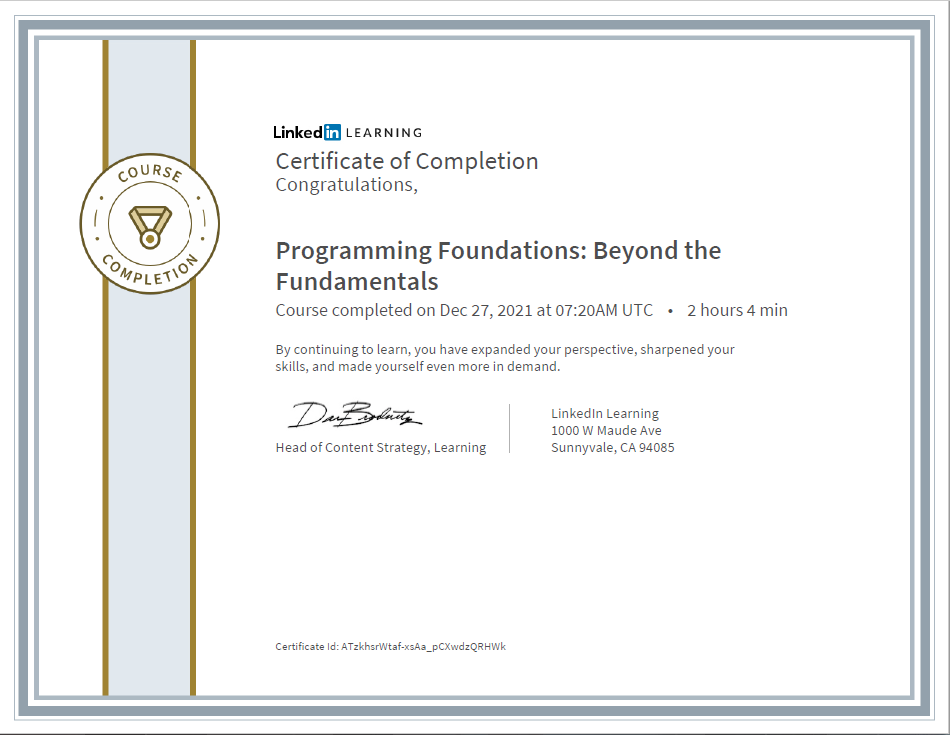 COURSE
COMPLETION
Linked in LEARNING
Certificate of Completion
Congratulations,
Programming Foundations: Beyond the
Fundamentals
Course completed on Dec 27, 2021 at 07:20AM UTC • 2 hours 4 min
By continuing to learn, you have expanded your perspective, sharpened your
skills, and made yourself even more in demand.
Head of Content Strategy, Learning
LinkedIn Learning
1000 W Maude Ave
Sunnyvale, CA 94085
Certificate Id: ATzkhsrWtaf-xsAa_pCXwdzQRHWk